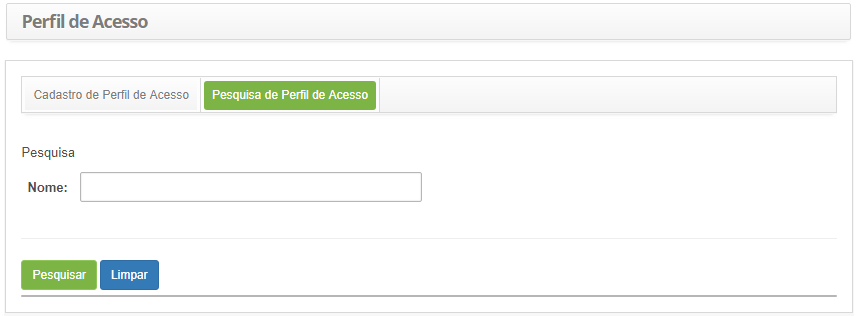 Perfil de Acesso
Cadastro de Perfil de Acesso Pesquisa de Perfil de Acesso
Pesquisa
Nome:
Pesquisar Limpar